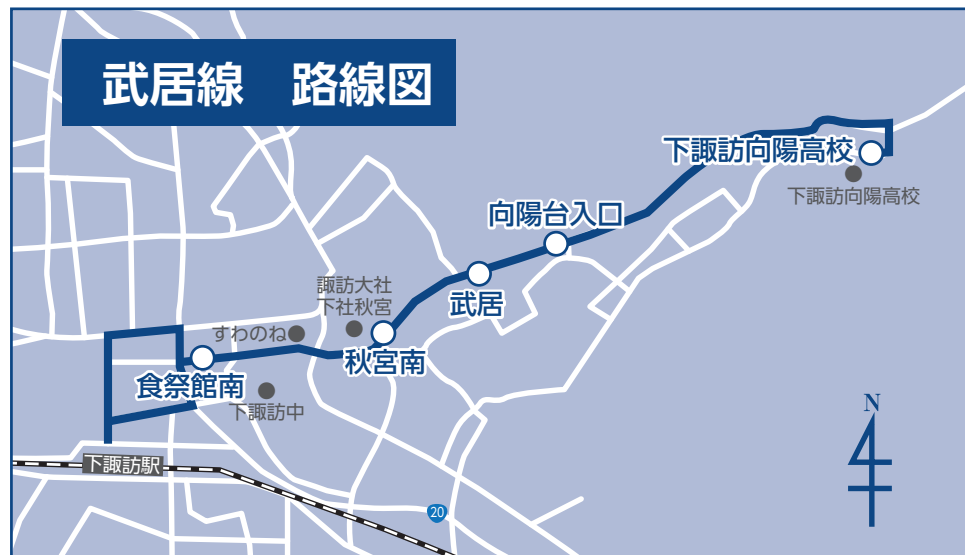 武居線 路線図
下諏訪向陽高校
下諏訪向陽高校
向陽台入口
武居
諏訪大社
下社秋宮
すわのね
秋宮南
食祭館南
下諏訪中
下諏訪駅
20
N